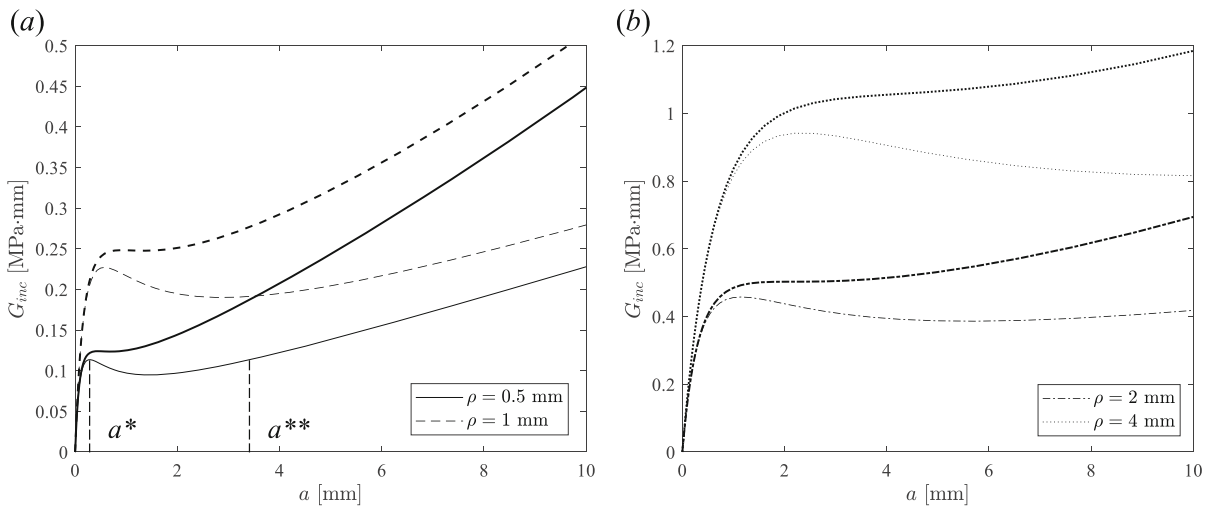 (a)
0.5
0.45
0.4
0.35
0.3
0.25
0.2
0.15
0.1
0.05
0
G_inc [MPa·mm]
a*
a**
ρ = 0.5 mm
ρ = 1 mm
0 2 4 6 8 10
a [mm]
(b)
1.2
1
0.8
0.6
0.4
0.2
0
G_inc [MPa·mm]
ρ = 2 mm
ρ = 4 mm
0 2 4 6 8 10
a [mm]